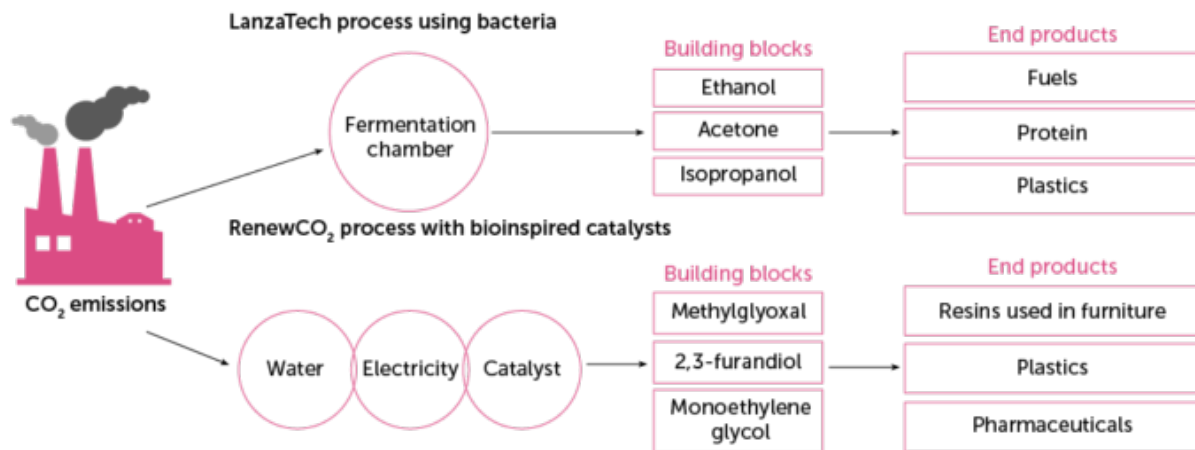 LanzaTech process using bacteria
Building blocks
End products
Fermentation
chamber
Ethanol
Acetone
Isopropanol
Fuels
Protein
Plastics
CO₂ emissions
RenewCO₂ process with bioinspired catalysts
Building blocks
End products
Water
Electricity
Catalyst
Methylglyoxal
2,3-furandiol
Monoethylene
glycol
Resins used in furniture
Plastics
Pharmaceuticals